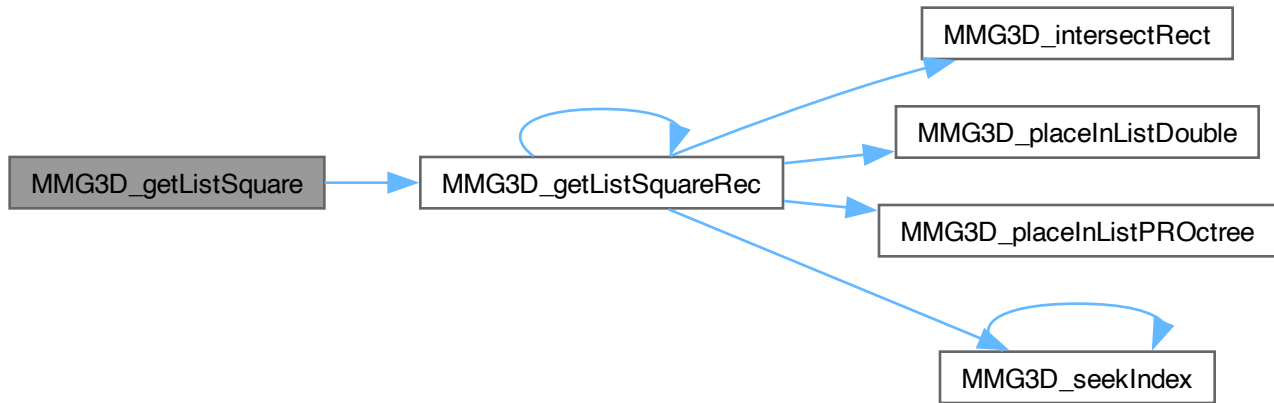 MMG3D_getListSquare
MMG3D_getListSquareRec
MMG3D_intersectRect
MMG3D_placeInListDouble
MMG3D_placeInListPROctree
MMG3D_seekIndex